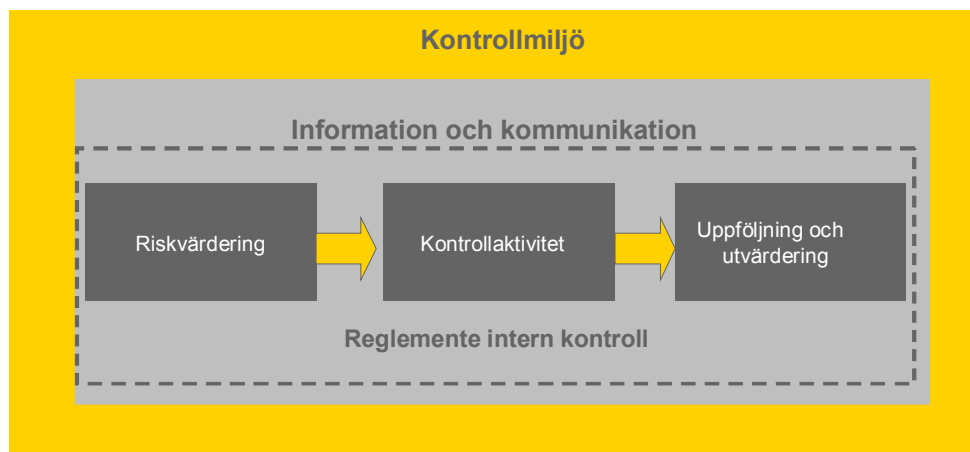 Kontrollmiljö
Information och kommunikation
Riskvärdering
Kontrollaktivitet
Uppföljning och
utvärdering
Reglemente intern kontroll